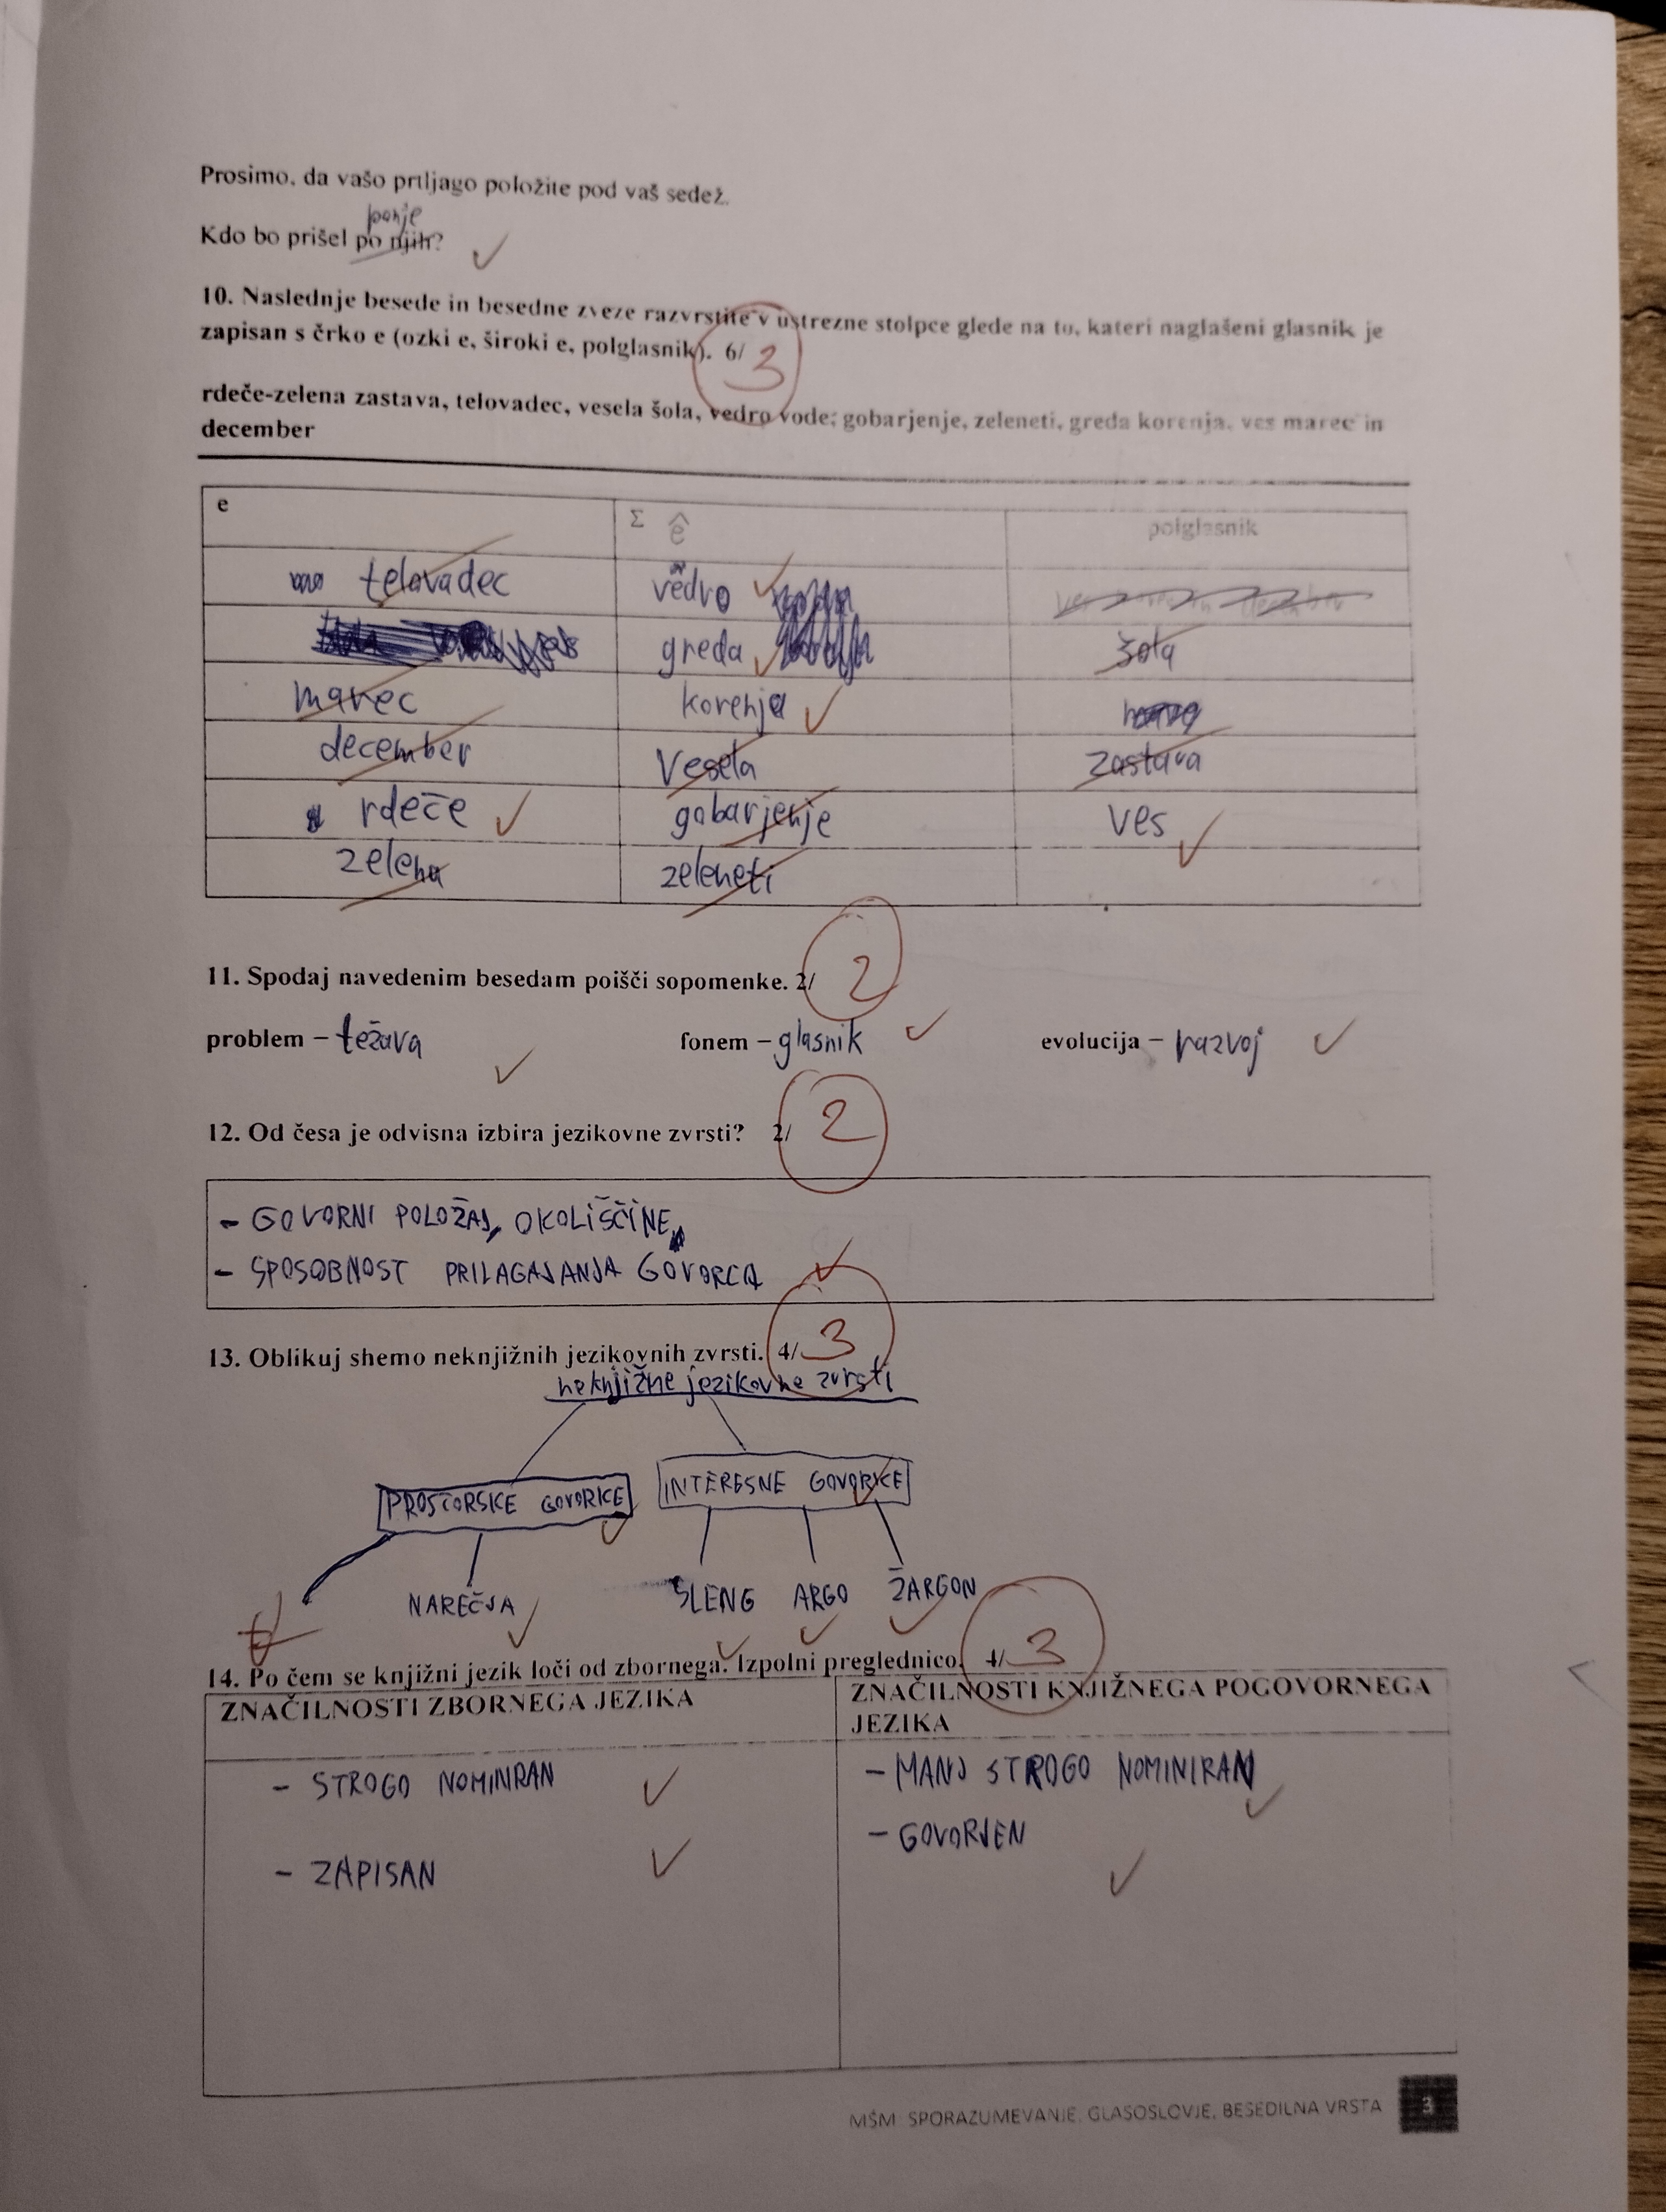 Prosimo, da vašo prtljago položite pod vaš sedež.
ponje
Kdo bo prišel po njih?
10. Naslednje besede in besedne zveze razvrstite v ustrezne stolpce glede na to, kateri naglašeni glasnik je
zapisan s črko e (ozki e, široki e, polglasnik). 6/ 3
rdeče-zelena zastava, telovadec, vesela šola, vedro vode; gobarjenje, zeleneti, greda korenja, ves marec in
december
e Σ ê polglasnik
telovadec vedro
greda šola
marec korenja
december vesela zastava
rdeče gobarjenje ves
zelena zeleneti
11. Spodaj navedenim besedam poišči sopomenke. 2/ 2
problem – težava fonem – glasnik evolucija – razvoj
12. Od česa je odvisna izbira jezikovne zvrsti? 2/ 2
- GOVORNI POLOŽAJ, OKOLIŠČINE
- SPOSOBNOST PRILAGAJANJA GOVORCA
13. Oblikuj shemo neknjižnih jezikovnih zvrsti. 4/ 3
neknjižne jezikovne zvrsti
PROSTORSKE GOVORICE INTERESNE GOVORICE
NAREČJA SLENG ARGO ŽARGON
14. Po čem se knjižni jezik loči od zbornega. Izpolni preglednico. 4/ 3
ZNAČILNOSTI ZBORNEGA JEZIKA ZNAČILNOSTI KNJIŽNEGA POGOVORNEGA
JEZIKA
- STROGO NOMINRAN - MANJ STROGO NOMINIRAN
- ZAPISAN - GOVORJEN
MŠM: SPORAZUMEVANJE, GLASOSLOVJE, BESEDILNA VRSTA 3